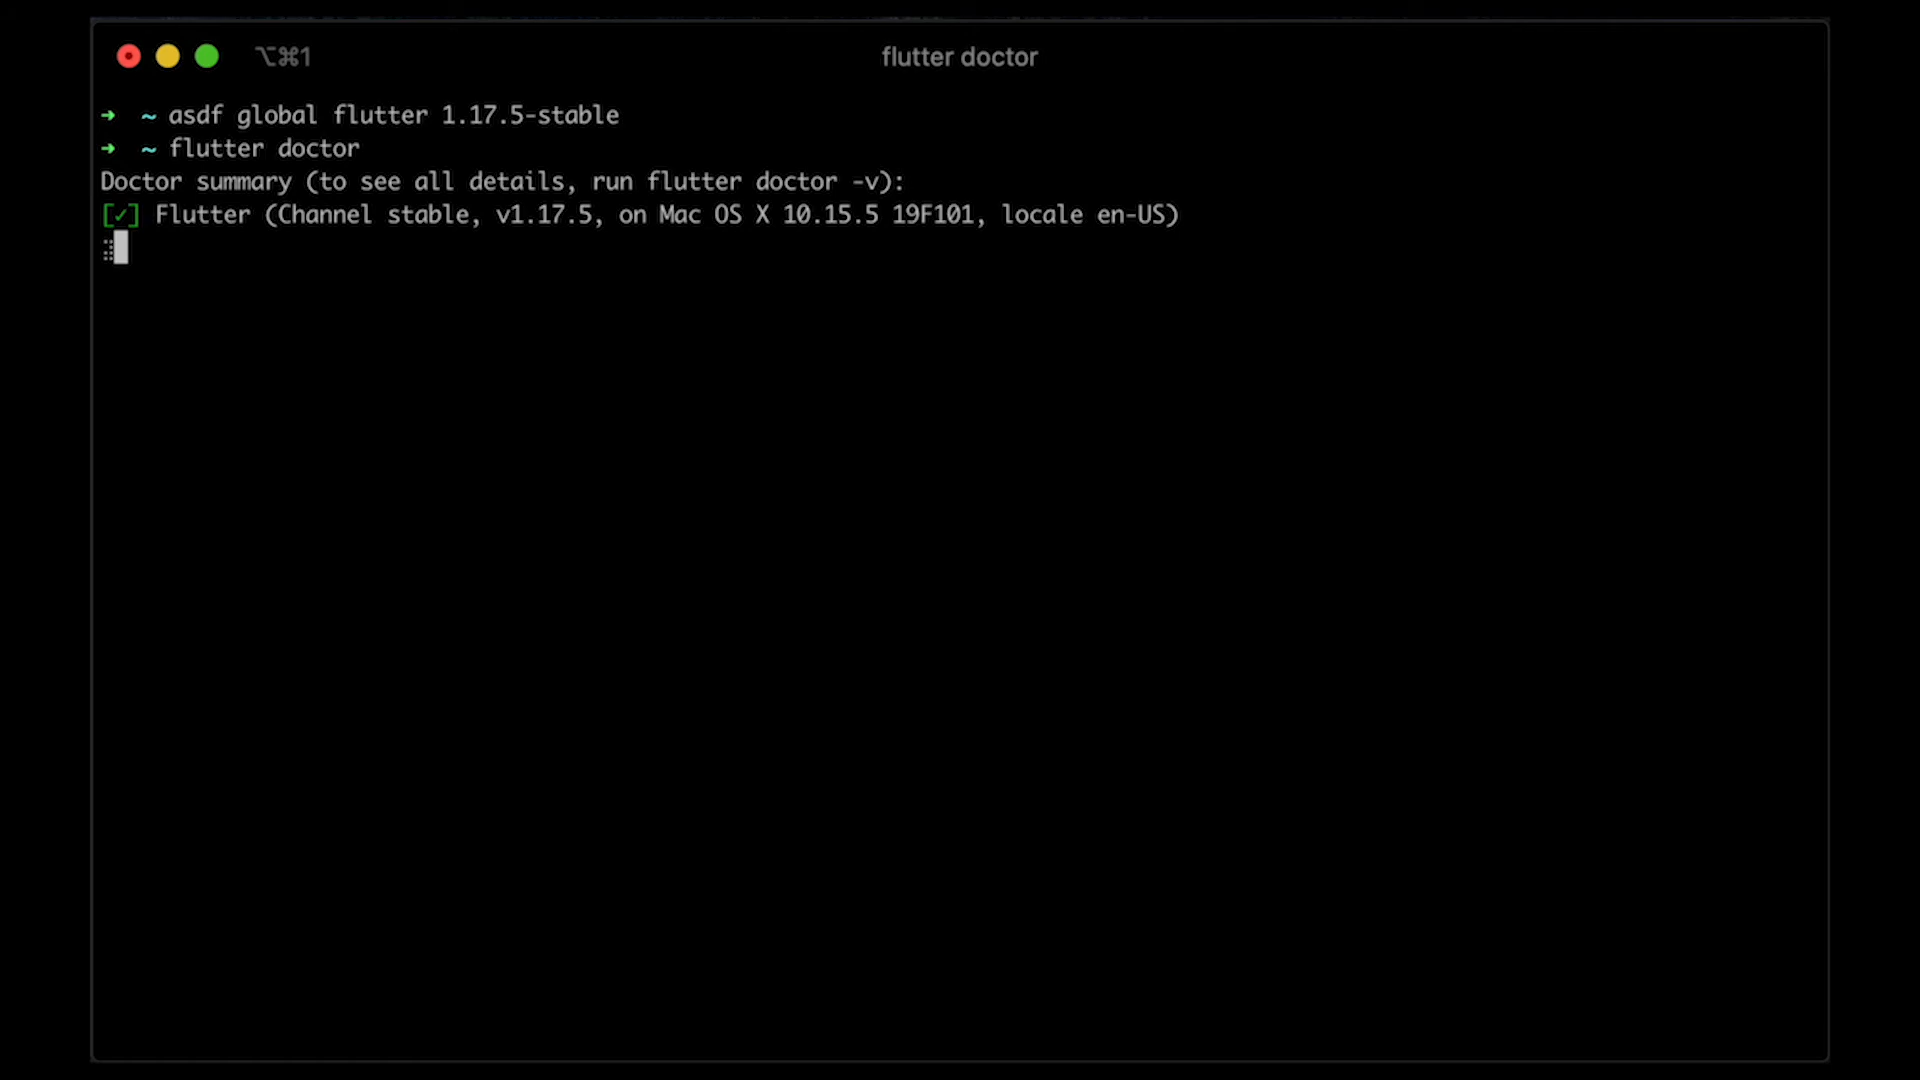 ⌥⌘1
flutter doctor
➜ ~ asdf global flutter 1.17.5-stable
➜ ~ flutter doctor
Doctor summary (to see all details, run flutter doctor -v):
[✓] Flutter (Channel stable, v1.17.5, on Mac OS X 10.15.5 19F101, locale en-US)